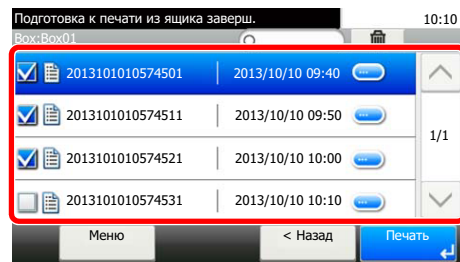 Подготовка к печати из ящика заверш. 10:10
Box:Box01
2013101010574501 2013/10/10 09:40
2013101010574511 2013/10/10 09:50
1/1
2013101010574521 2013/10/10 10:00
2013101010574531 2013/10/10 10:10
Меню < Назад Печать